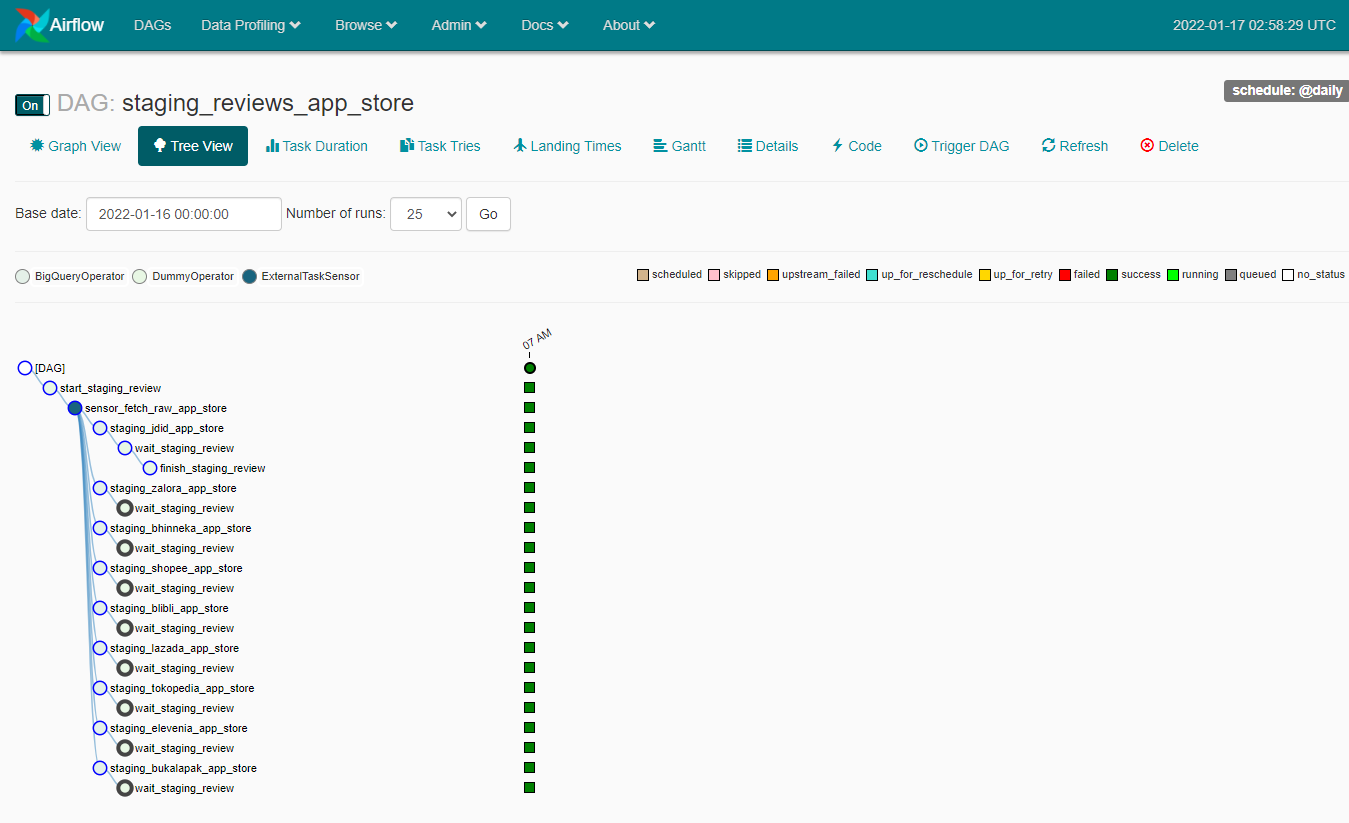 Airflow DAGs Data Profiling Browse Admin Docs About 2022-01-17 02:58:29 UTC
schedule: @daily
On DAG: staging_reviews_app_store
Graph View Tree View Task Duration Task Tries Landing Times Gantt Details Code Trigger DAG Refresh Delete
Base date: 2022-01-16 00:00:00 Number of runs: 25 Go
BigQueryOperator DummyOperator ExternalTaskSensor scheduled skipped upstream_failed up_for_reschedule up_for_retry failed success running queued no_status
07 AM
[DAG]
start_staging_review
sensor_fetch_raw_app_store
staging_jdid_app_store
wait_staging_review
finish_staging_review
staging_zalora_app_store
wait_staging_review
staging_bhinneka_app_store
wait_staging_review
staging_shopee_app_store
wait_staging_review
staging_blibli_app_store
wait_staging_review
staging_lazada_app_store
wait_staging_review
staging_tokopedia_app_store
wait_staging_review
staging_elevenia_app_store
wait_staging_review
staging_bukalapak_app_store
wait_staging_review